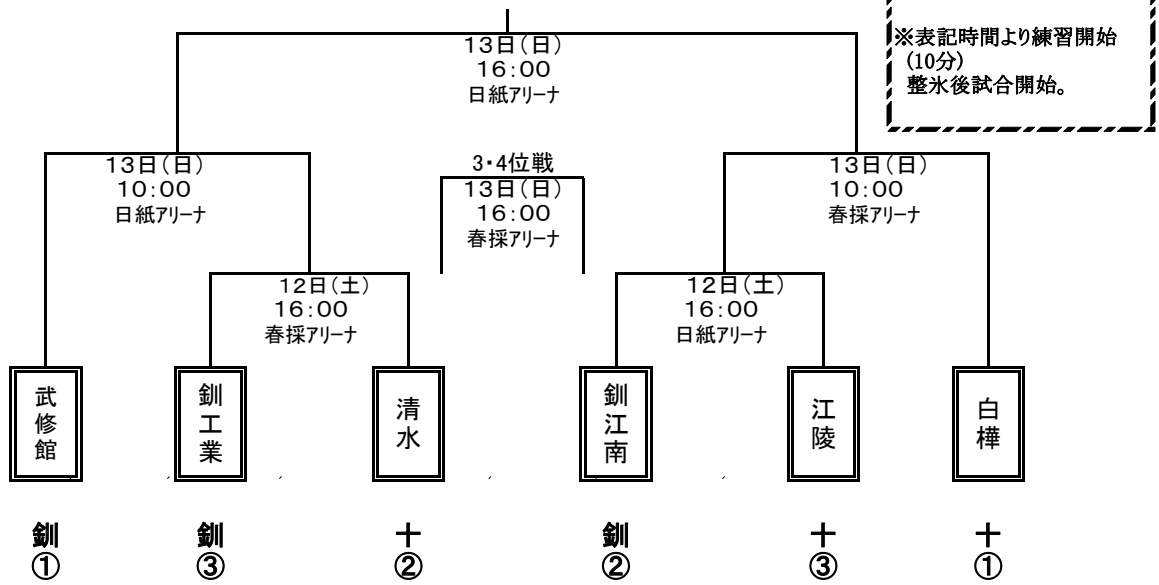 13日（日）
16：00
日紙アリーナ
※表記時間より練習開始
(10分)
整氷後試合開始。
13日（日）
10：00
日紙アリーナ
3・4位戦
13日（日）
16：00
春採アリーナ
13日（日）
10：00
春採アリーナ
12日（土）
16：00
春採アリーナ
12日（土）
16：00
日紙アリーナ
武修館
釧工業
清水
釧江南
江陵
白樺
釧①
釧③
十②
釧②
十③
十①